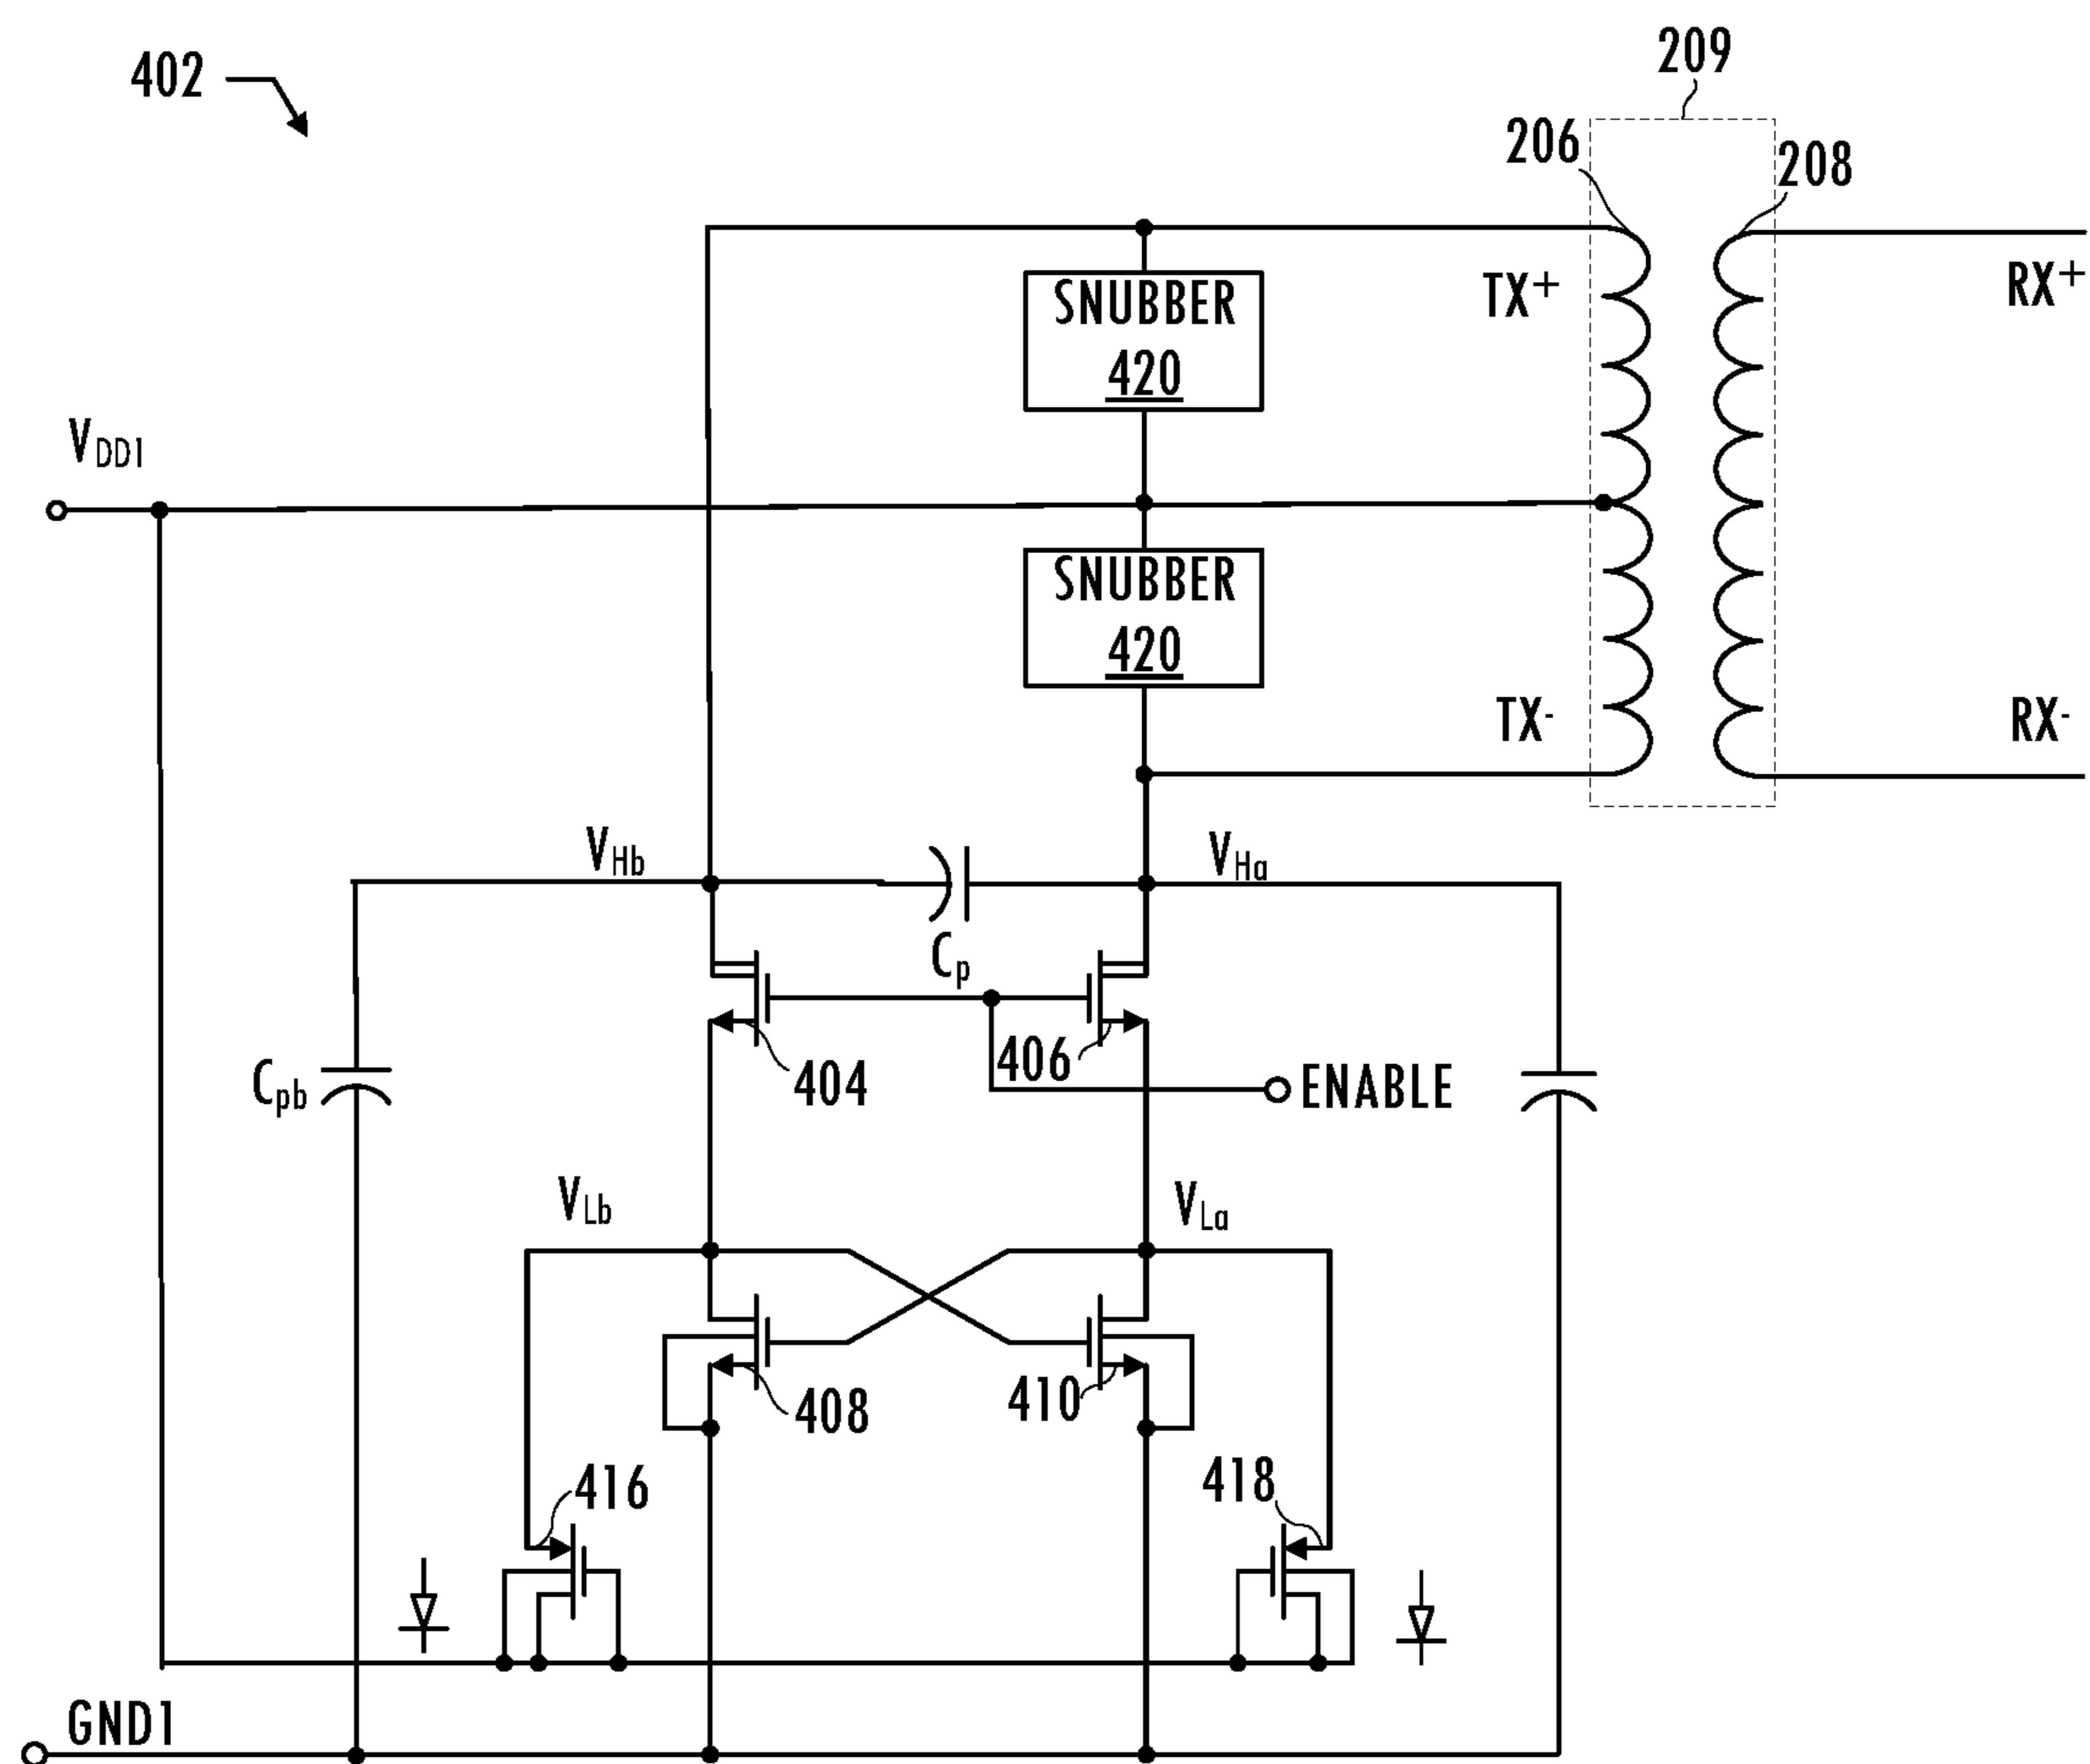 402
209
206
208
SNUBBER
420
TX+
RX+
VDD1
SNUBBER
420
TX-
RX-
VHb
VHa
Cp
404
406
Cpb
ENABLE
VLb
VLa
408
410
416
418
GND1